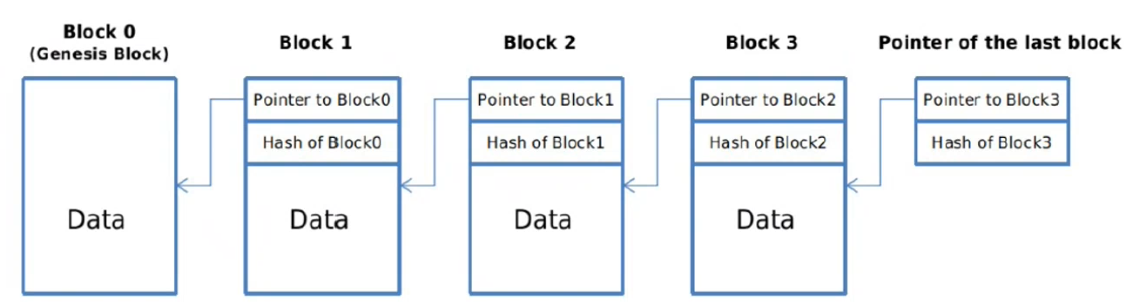 Block 0
(Genesis Block)
Block 1
Block 2
Block 3
Pointer of the last block
Pointer to Block0
Pointer to Block1
Pointer to Block2
Pointer to Block3
Hash of Block0
Hash of Block1
Hash of Block2
Hash of Block3
Data
Data
Data
Data